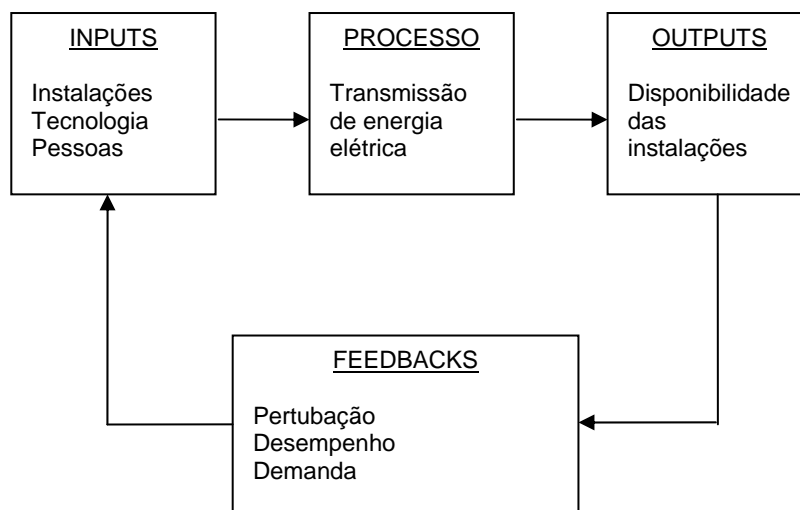 INPUTS
Instalações
Tecnologia
Pessoas
PROCESSO
Transmissão
de energia
elétrica
OUTPUTS
Disponibilidade
das
instalações
FEEDBACKS
Pertubação
Desempenho
Demanda